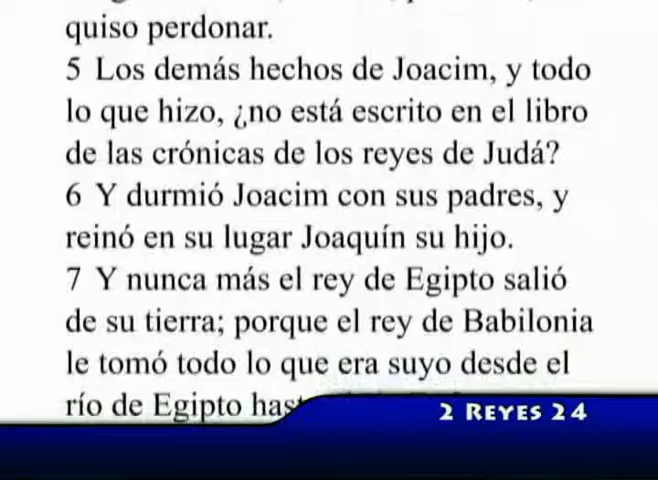 quiso perdonar.
5 Los demás hechos de Joacim, y todo
lo que hizo, ¿no está escrito en el libro
de las crónicas de los reyes de Judá?
6 Y durmió Joacim con sus padres, y
reinó en su lugar Joaquín su hijo.
7 Y nunca más el rey de Egipto salió
de su tierra; porque el rey de Babilonia
le tomó todo lo que era suyo desde el
río de Egipto
2 REYES 24